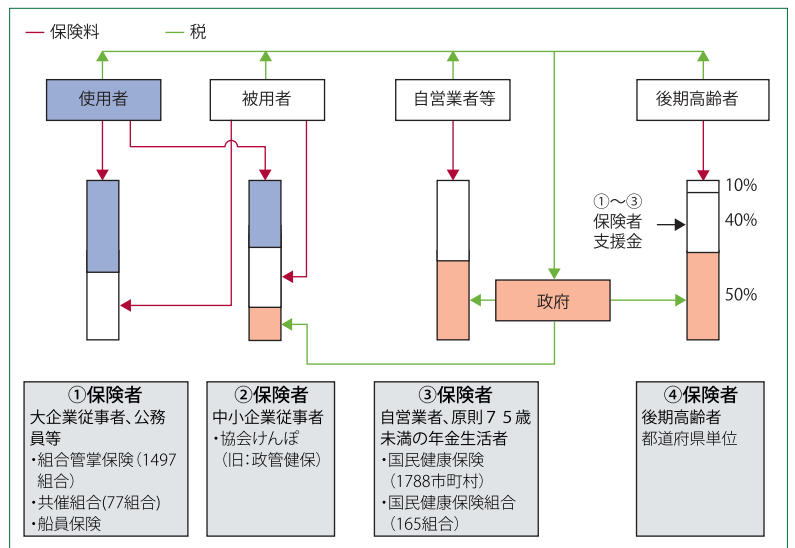 保険料
税
使用者
被用者
自営業者等
後期高齢者
①～③
保険者
支援金
10%
40%
50%
政府
①保険者
大企業従事者、公務
員等
・組合管掌保険（1497
組合）
・共催組合(77組合)
・船員保険
②保険者
中小企業従事者
・協会けんぽ
（旧：政管健保）
③保険者
自営業者、原則７５歳
未満の年金生活者
・国民健康保険
（1788市町村）
・国民健康保険組合
（165組合）
④保険者
後期高齢者
都道府県単位